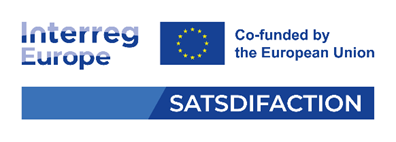 Interreg
Europe
Co-funded by
the European Union
SATSDIFACTION